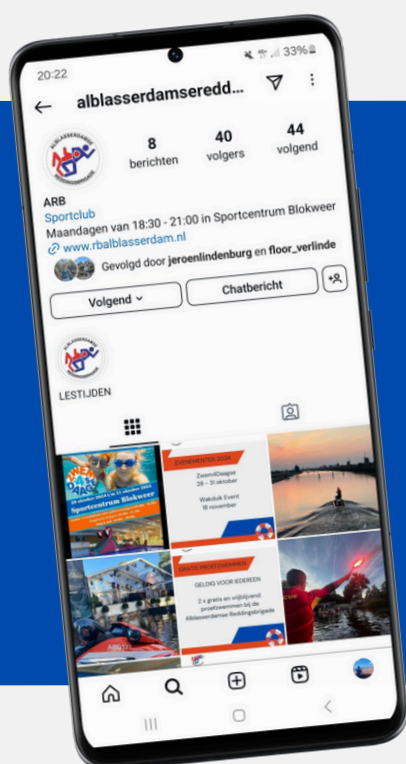 20:22
33%
alblasserdamseredd...
8
berichten
40
volgers
44
volgend
ARB
Sportclub
Maandagen van 18:30 - 21:00 in Sportcentrum Blokweer
www.rbalblasserdam.nl
Gevolgd door jeroenlindenburg en floor_verlinde
Volgend
Chatbericht
LESTIJDEN
Sportcentrum Blokweer
EVENEMENTEN 2024
Zwem4Daagse
28 - 31 oktober
Wakduik Event
18 november
GRATIS PROEFZWEMMEN
GELDIG VOOR IEDEREEN
2 x gratis en vrijblijvend
proefzwemmen bij de
Alblasserdamse Reddingsbrigade